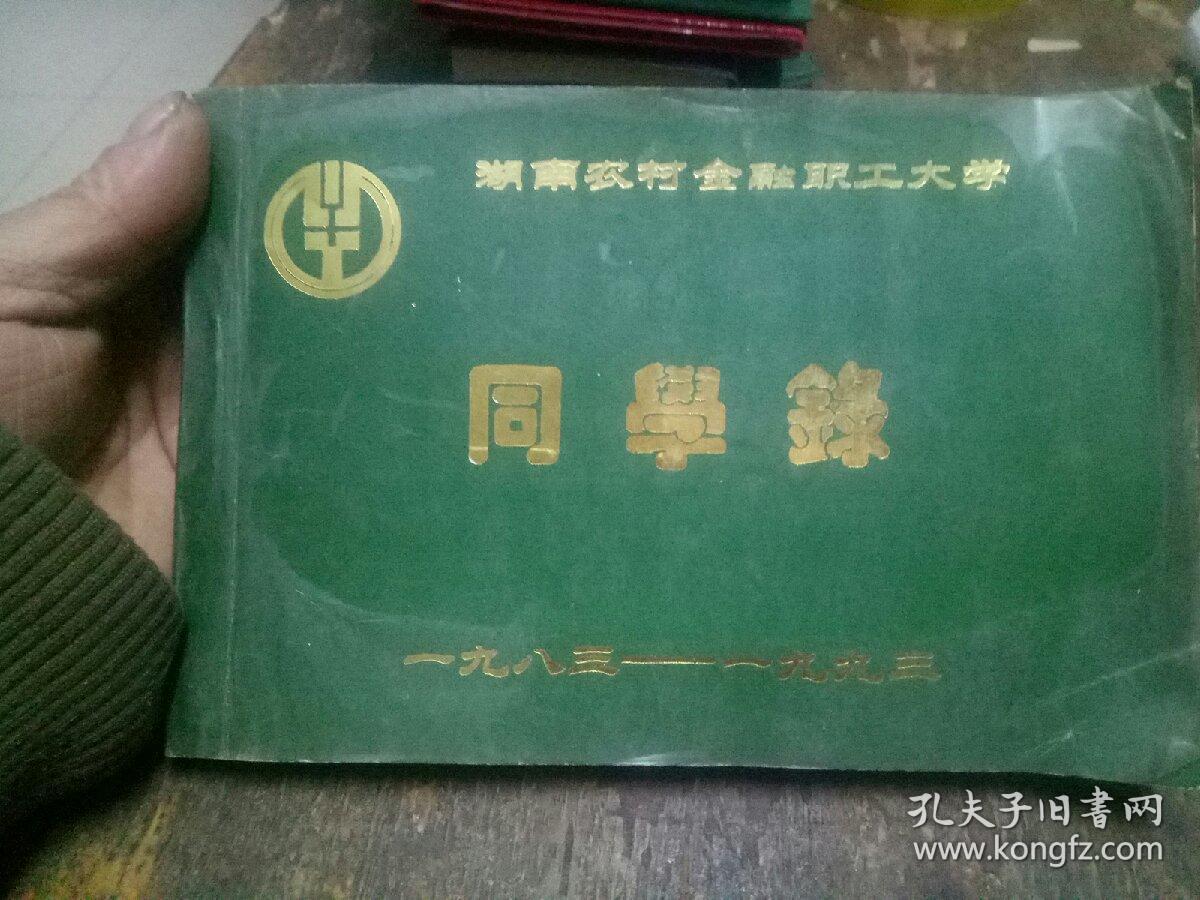 湖南农村金融职工大学
同學錄
一九八三——一九九三
孔夫子旧書网
www.kongfz.com